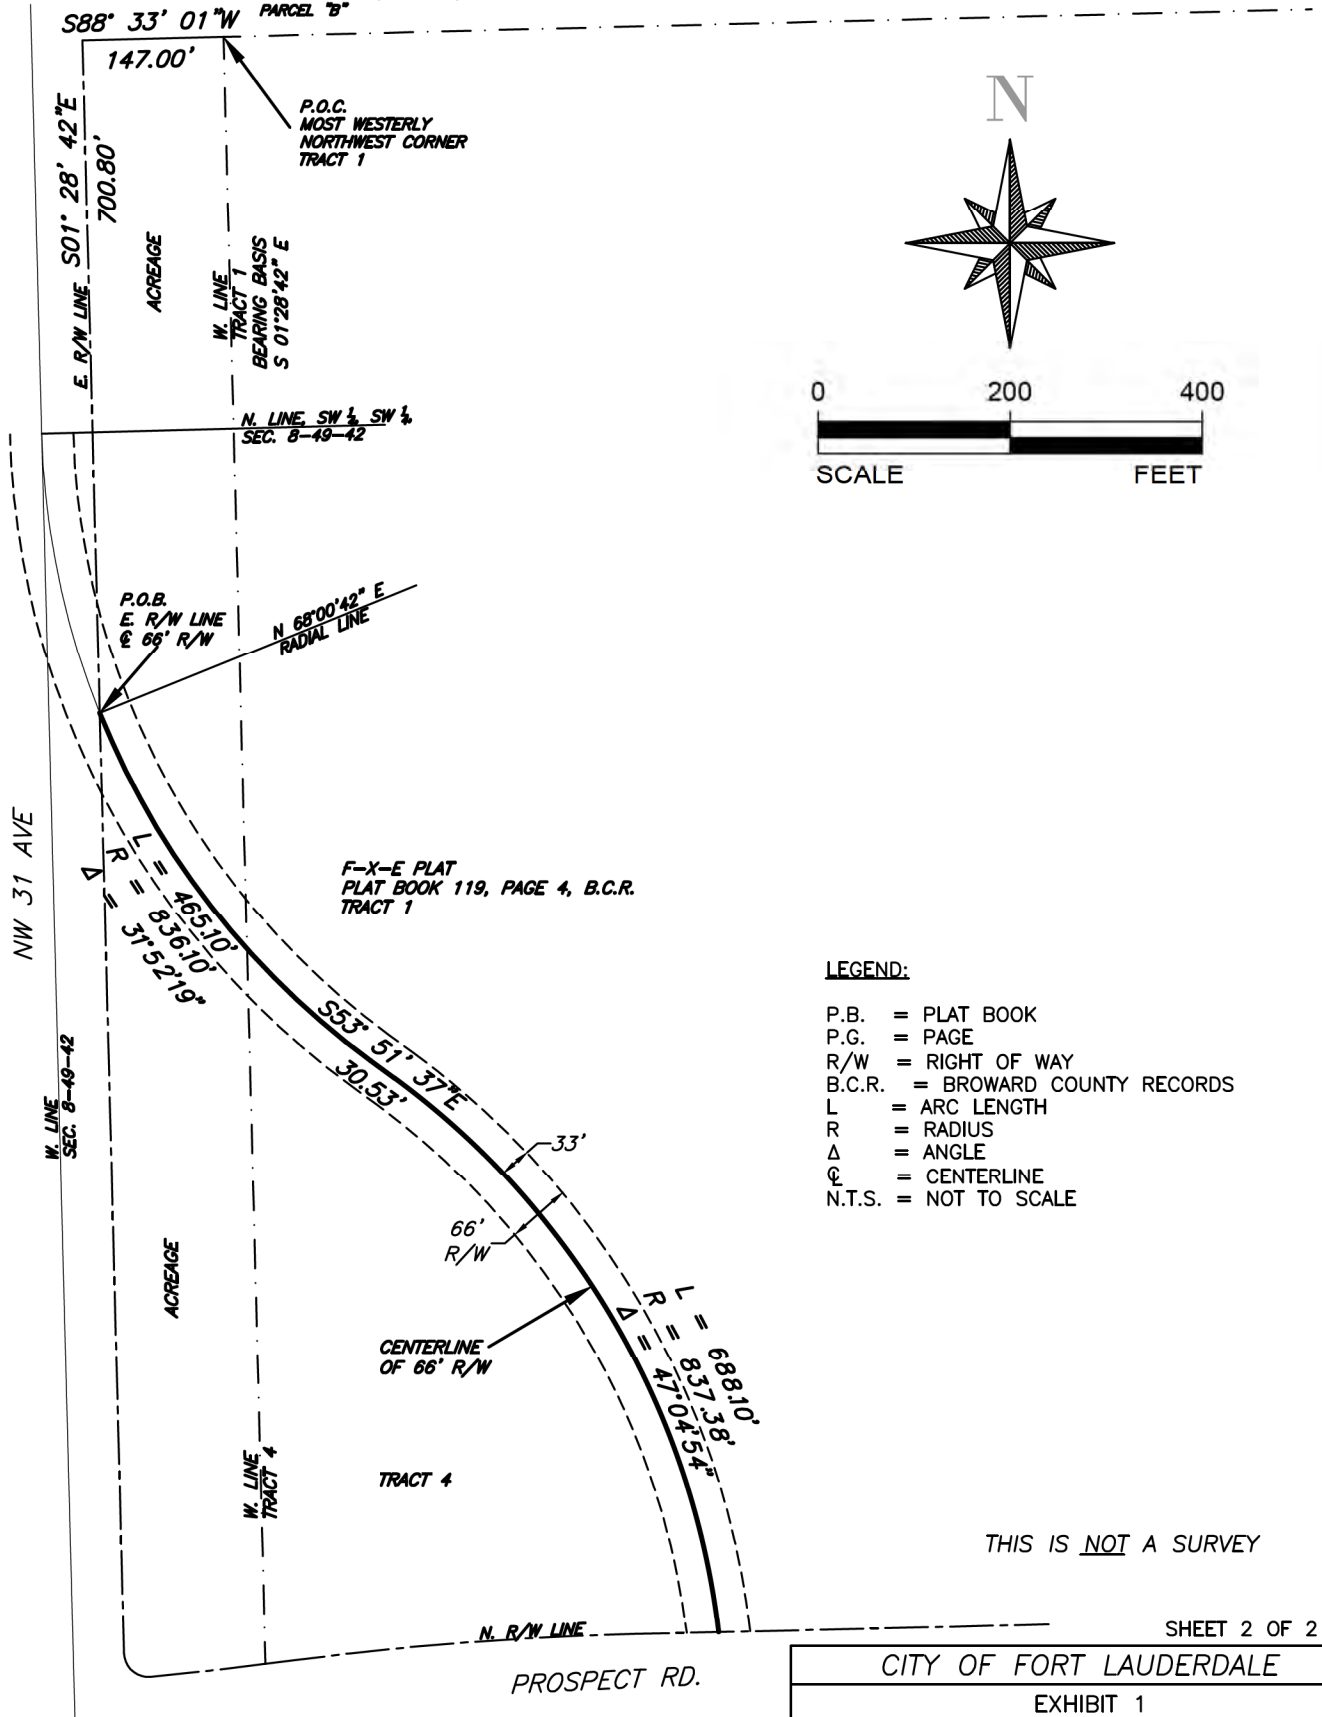 PARCEL "B"
S88° 33' 01"W
147.00'
P.O.C.
MOST WESTERLY
NORTHWEST CORNER
TRACT 1
N
E. R/W LINE S01° 28' 42"E
700.80'
ACREAGE
W. LINE
TRACT 1
BEARING BASIS
S 01°28'42" E
0 200 400
SCALE FEET
N. LINE, SW ½, SW ¼,
SEC. 8-49-42
P.O.B.
E. R/W LINE
℄ 66' R/W
N 68°00'42" E
RADIAL LINE
NW 31 AVE
L = 465.10'
R = 836.10'
Δ = 31°52'19"
F-X-E PLAT
PLAT BOOK 119, PAGE 4, B.C.R.
TRACT 1
S53° 51' 37"E
30.53'
W. LINE
SEC. 8-49-42
LEGEND:
P.B. = PLAT BOOK
P.G. = PAGE
R/W = RIGHT OF WAY
B.C.R. = BROWARD COUNTY RECORDS
L = ARC LENGTH
R = RADIUS
Δ = ANGLE
℄ = CENTERLINE
N.T.S. = NOT TO SCALE
33'
66'
R/W
ACREAGE
CENTERLINE
OF 66' R/W
L = 688.10'
R = 837.38'
Δ = 47°04'54"
W. LINE
TRACT 4
TRACT 4
THIS IS NOT A SURVEY
N. R/W LINE
PROSPECT RD.
SHEET 2 OF 2
CITY OF FORT LAUDERDALE
EXHIBIT 1